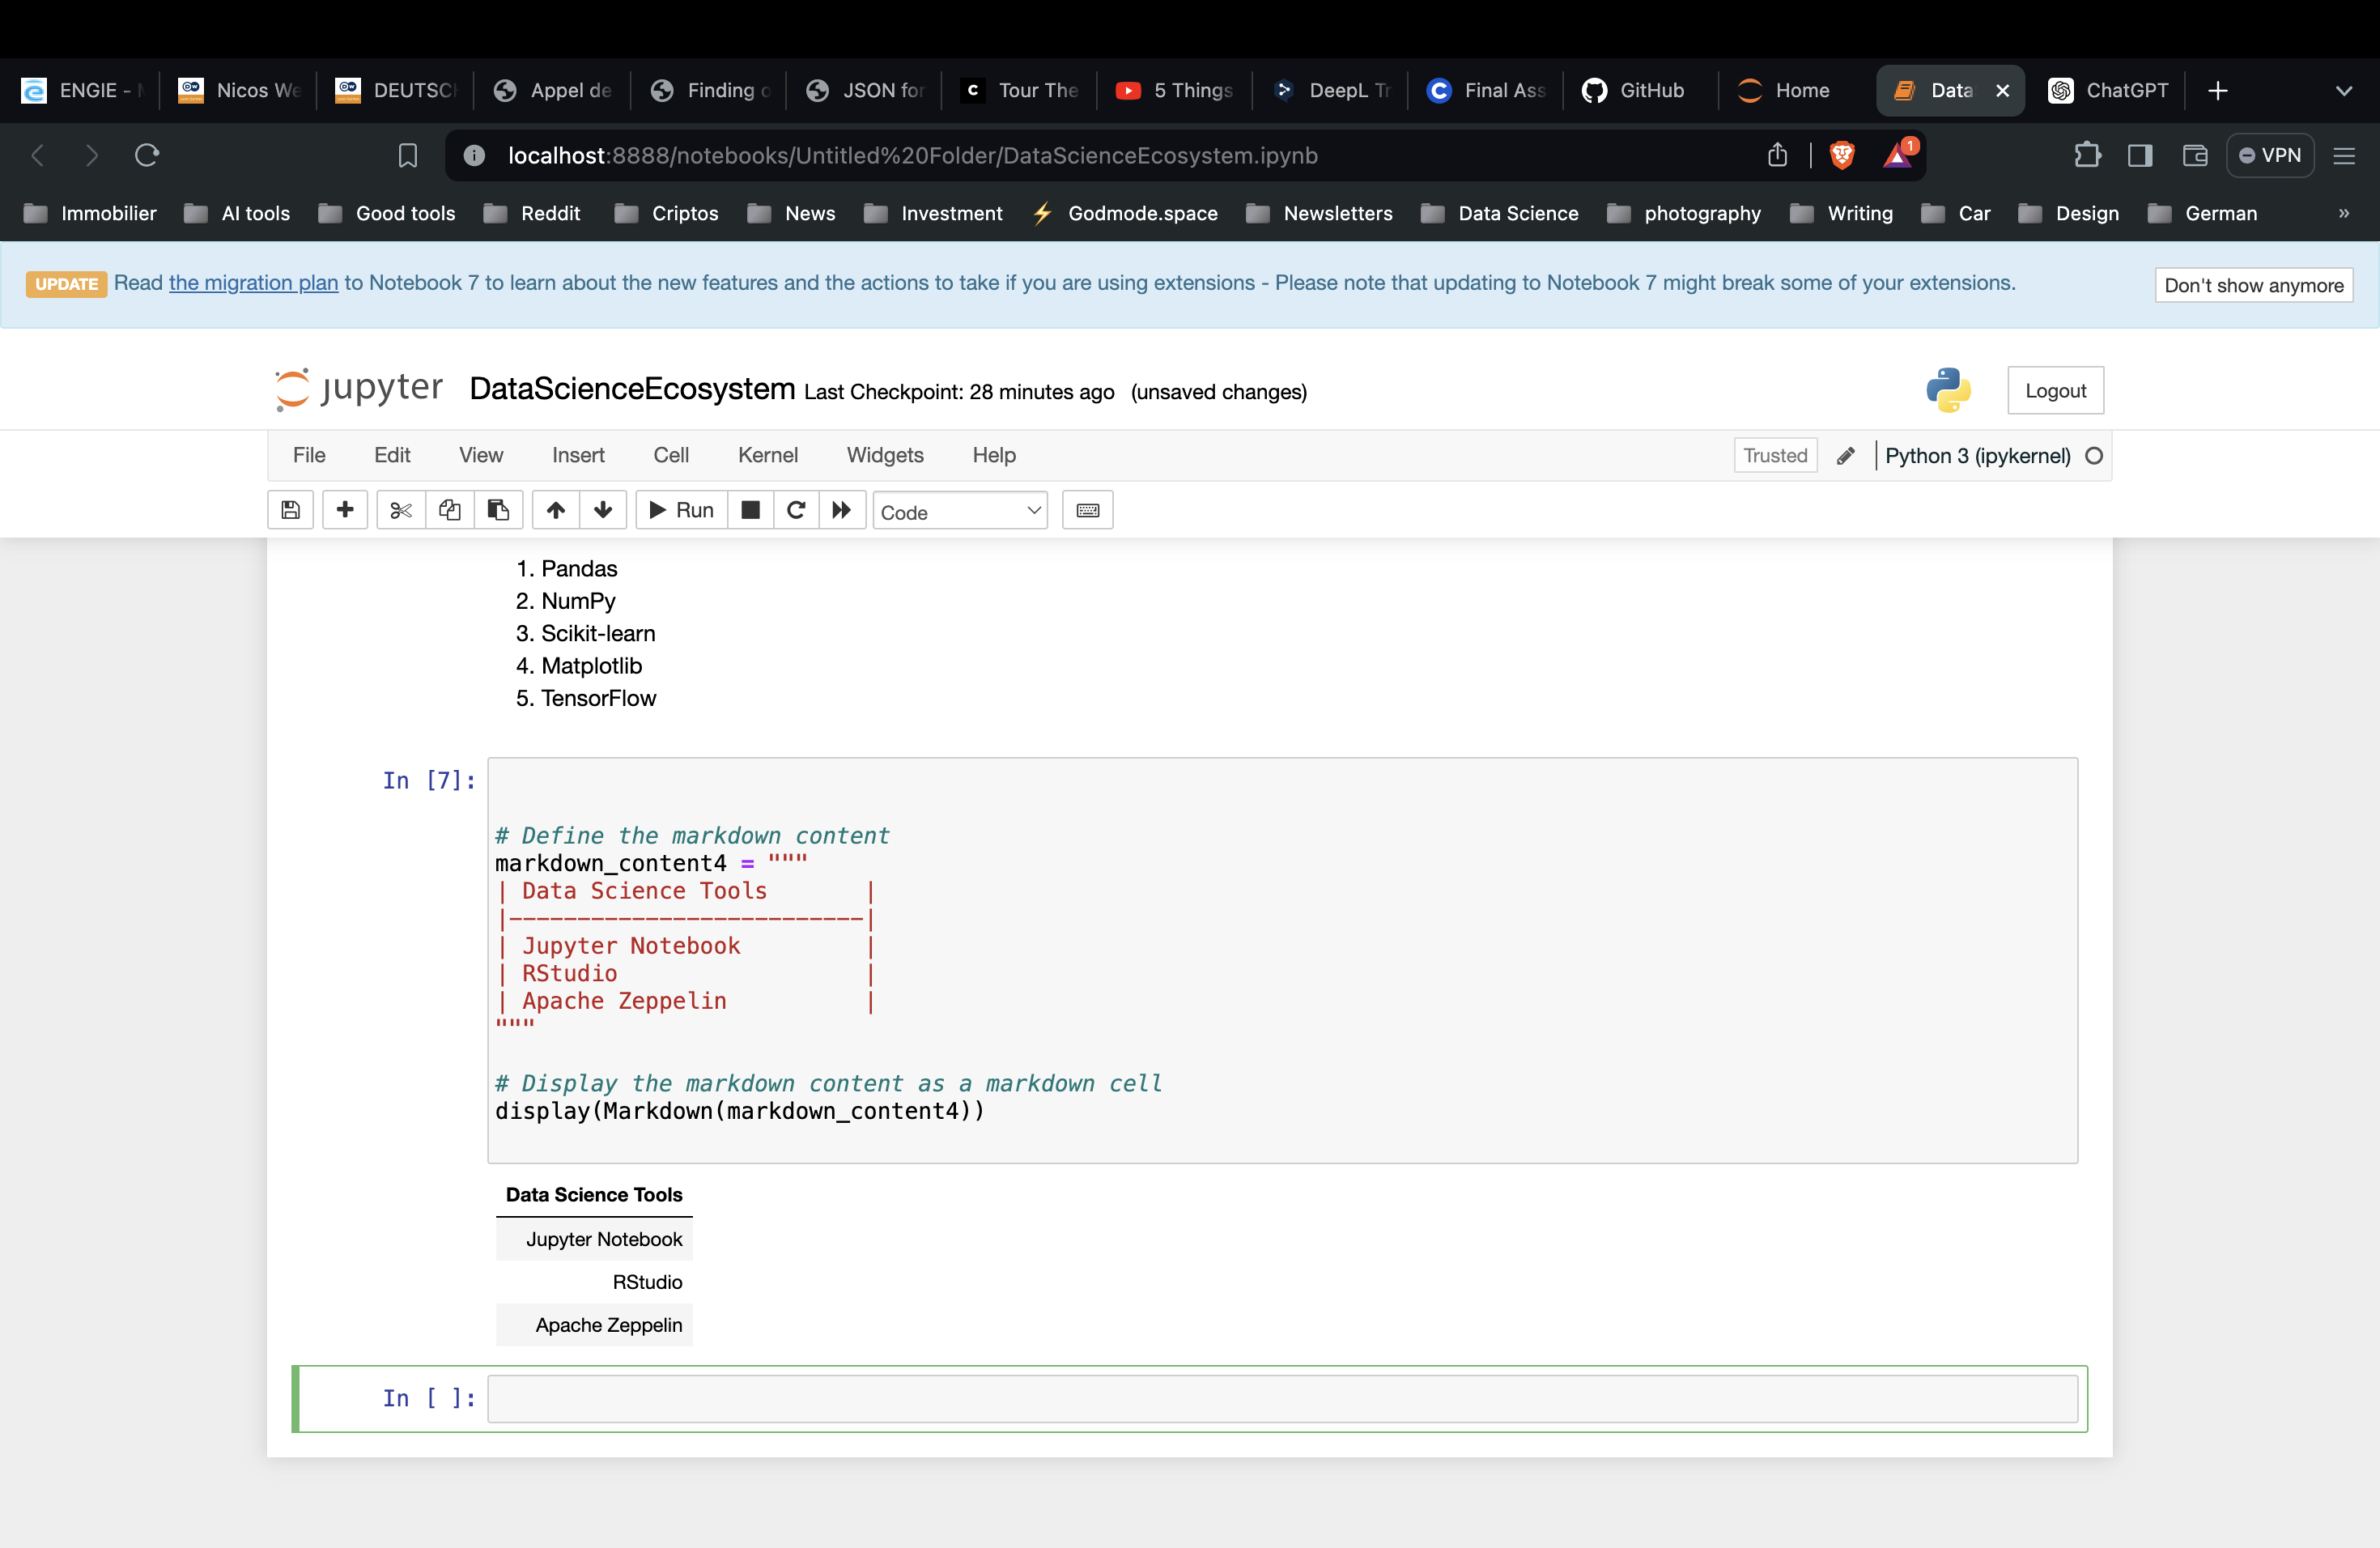 ENGIE -
Nicos We
DEUTSCH
Appel de
Finding o
JSON for
Tour The
5 Things
DeepL Tr
Final Ass
GitHub
Home
Data
ChatGPT
localhost:8888/notebooks/Untitled%20Folder/DataScienceEcosystem.ipynb
1
VPN
Immobilier
AI tools
Good tools
Reddit
Criptos
News
Investment
Godmode.space
Newsletters
Data Science
photography
Writing
Car
Design
German
»
UPDATE Read the migration plan to Notebook 7 to learn about the new features and the actions to take if you are using extensions - Please note that updating to Notebook 7 might break some of your extensions.
Don't show anymore
jupyter DataScienceEcosystem Last Checkpoint: 28 minutes ago (unsaved changes)
Logout
File Edit View Insert Cell Kernel Widgets Help
Trusted
Python 3 (ipykernel)
Run
Code
1. Pandas
2. NumPy
3. Scikit-learn
4. Matplotlib
5. TensorFlow
In [7]:
# Define the markdown content
markdown_content4 = """
| Data Science Tools       |
|--------------------------|
| Jupyter Notebook         |
| RStudio                  |
| Apache Zeppelin          |
"""
# Display the markdown content as a markdown cell
display(Markdown(markdown_content4))
Data Science Tools
Jupyter Notebook
RStudio
Apache Zeppelin
In [ ]: